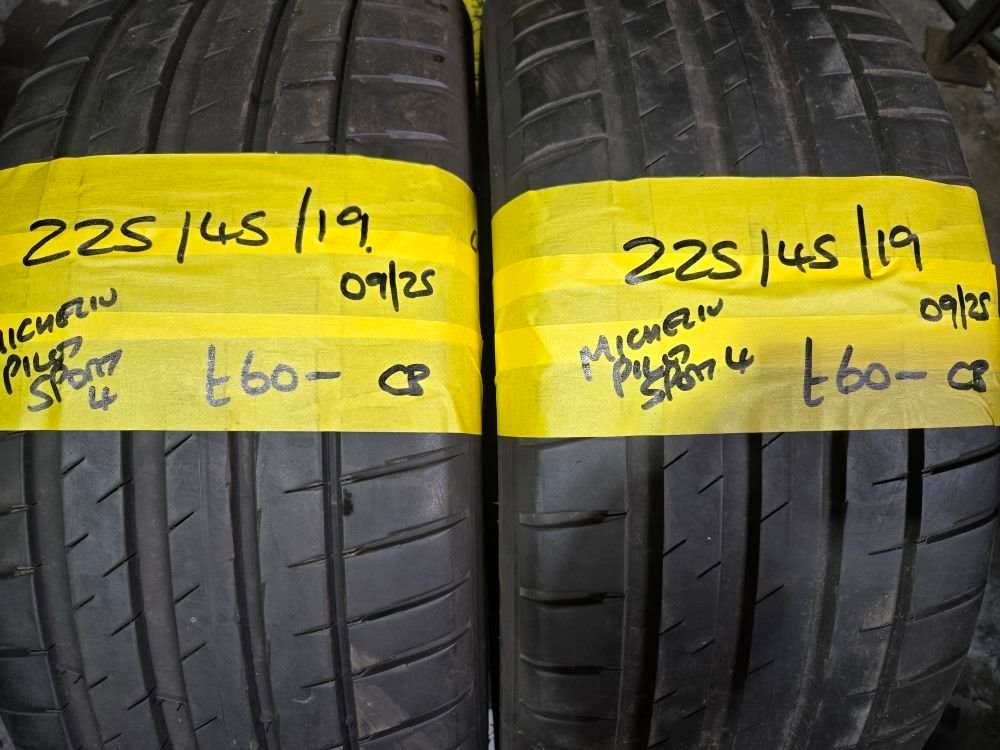 225/45/19.
09/25
MICHELIN
PILOT
SPORT
4
£60-
CB
225/45/19
09/25
MICHELIN
PILOT
SPORT 4
£60-
CB